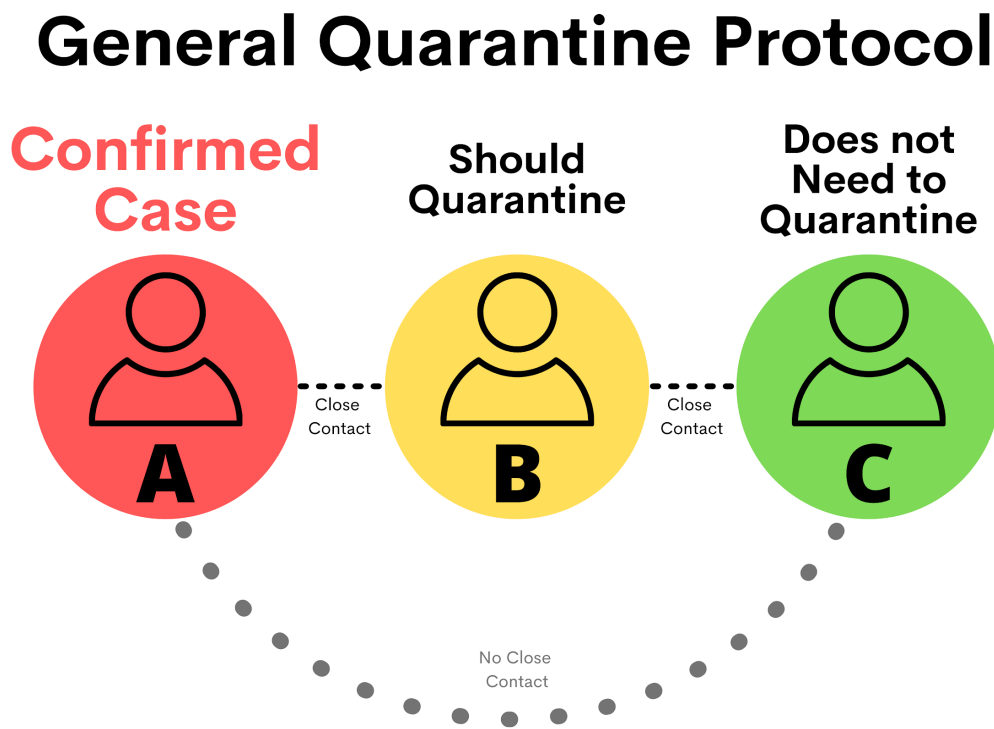 General Quarantine Protocol
Confirmed
Case
Should
Quarantine
Does not
Need to
Quarantine
Close
Contact
Close
Contact
A
B
C
No Close
Contact